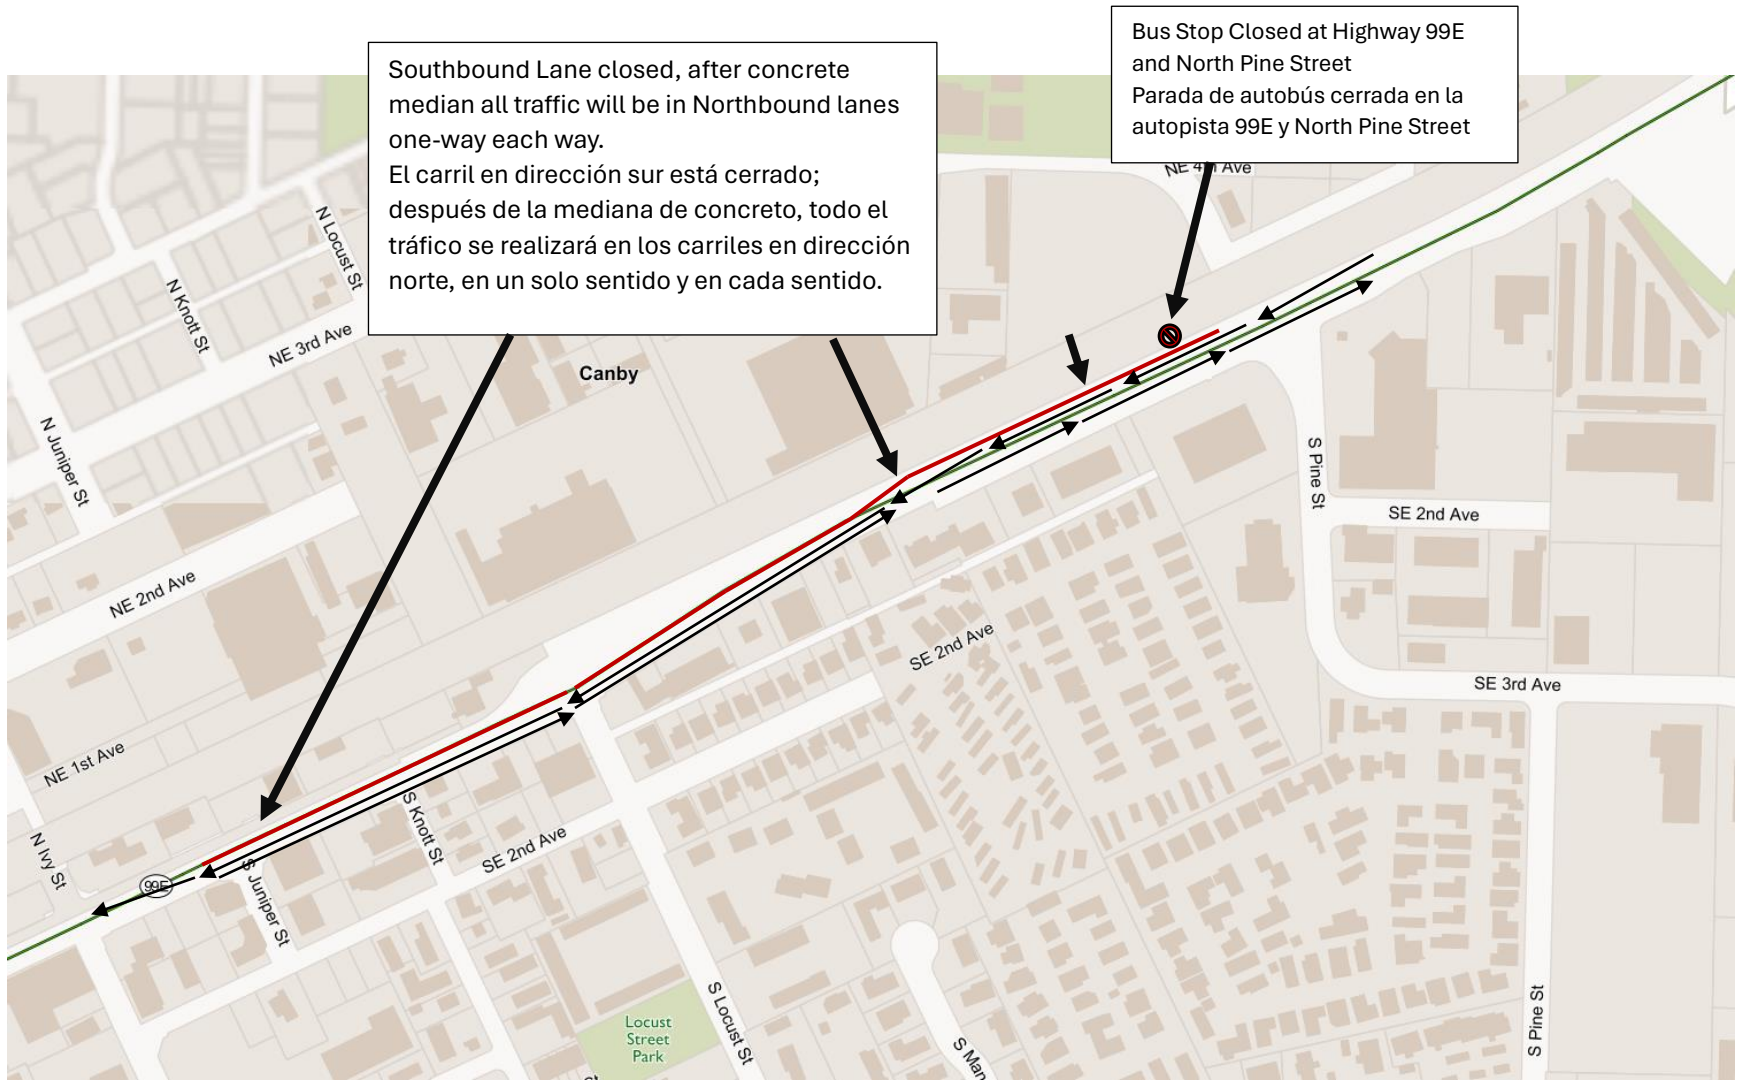 Southbound Lane closed, after concrete
median all traffic will be in Northbound lanes
one-way each way.
El carril en dirección sur está cerrado;
después de la mediana de concreto, todo el
tráfico se realizará en los carriles en dirección
norte, en un solo sentido y en cada sentido.
Bus Stop Closed at Highway 99E
and North Pine Street
Parada de autobús cerrada en la
autopista 99E y North Pine Street
NE 4th Ave
N Locust St
N Knott St
NE 3rd Ave
Canby
N Juniper St
S Pine St
SE 2nd Ave
NE 2nd Ave
SE 2nd Ave
SE 3rd Ave
NE 1st Ave
S Knott St
SE 2nd Ave
N Ivy St
99E
S Juniper St
S Locust St
Locust
Street
Park
S Man
S Pine St